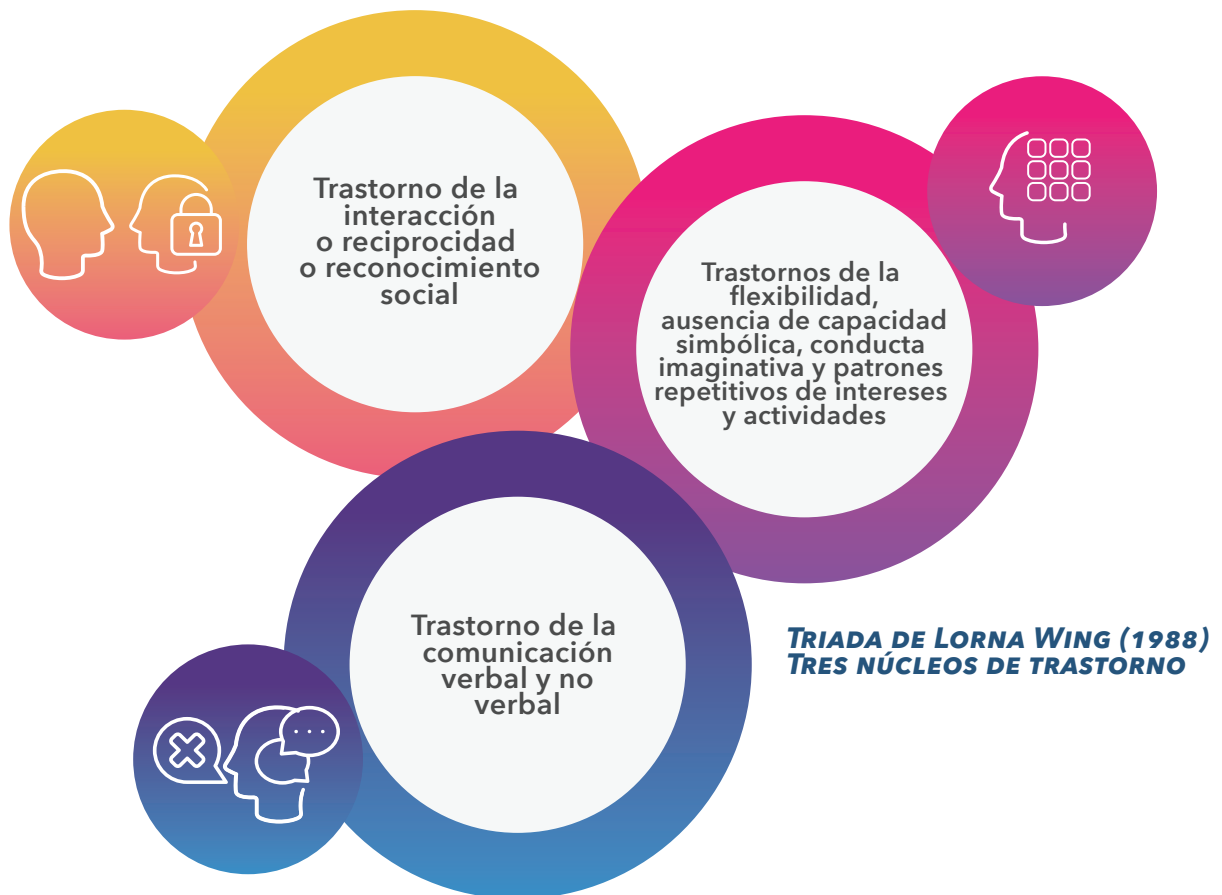 Trastorno de la
interacción
o reciprocidad
o reconocimiento
social
Trastornos de la
flexibilidad,
ausencia de capacidad
simbólica, conducta
imaginativa y patrones
repetitivos de intereses
y actividades
Trastorno de la
comunicación
verbal y no
verbal
TRIADA DE LORNA WING (1988)
TRES NÚCLEOS DE TRASTORNO